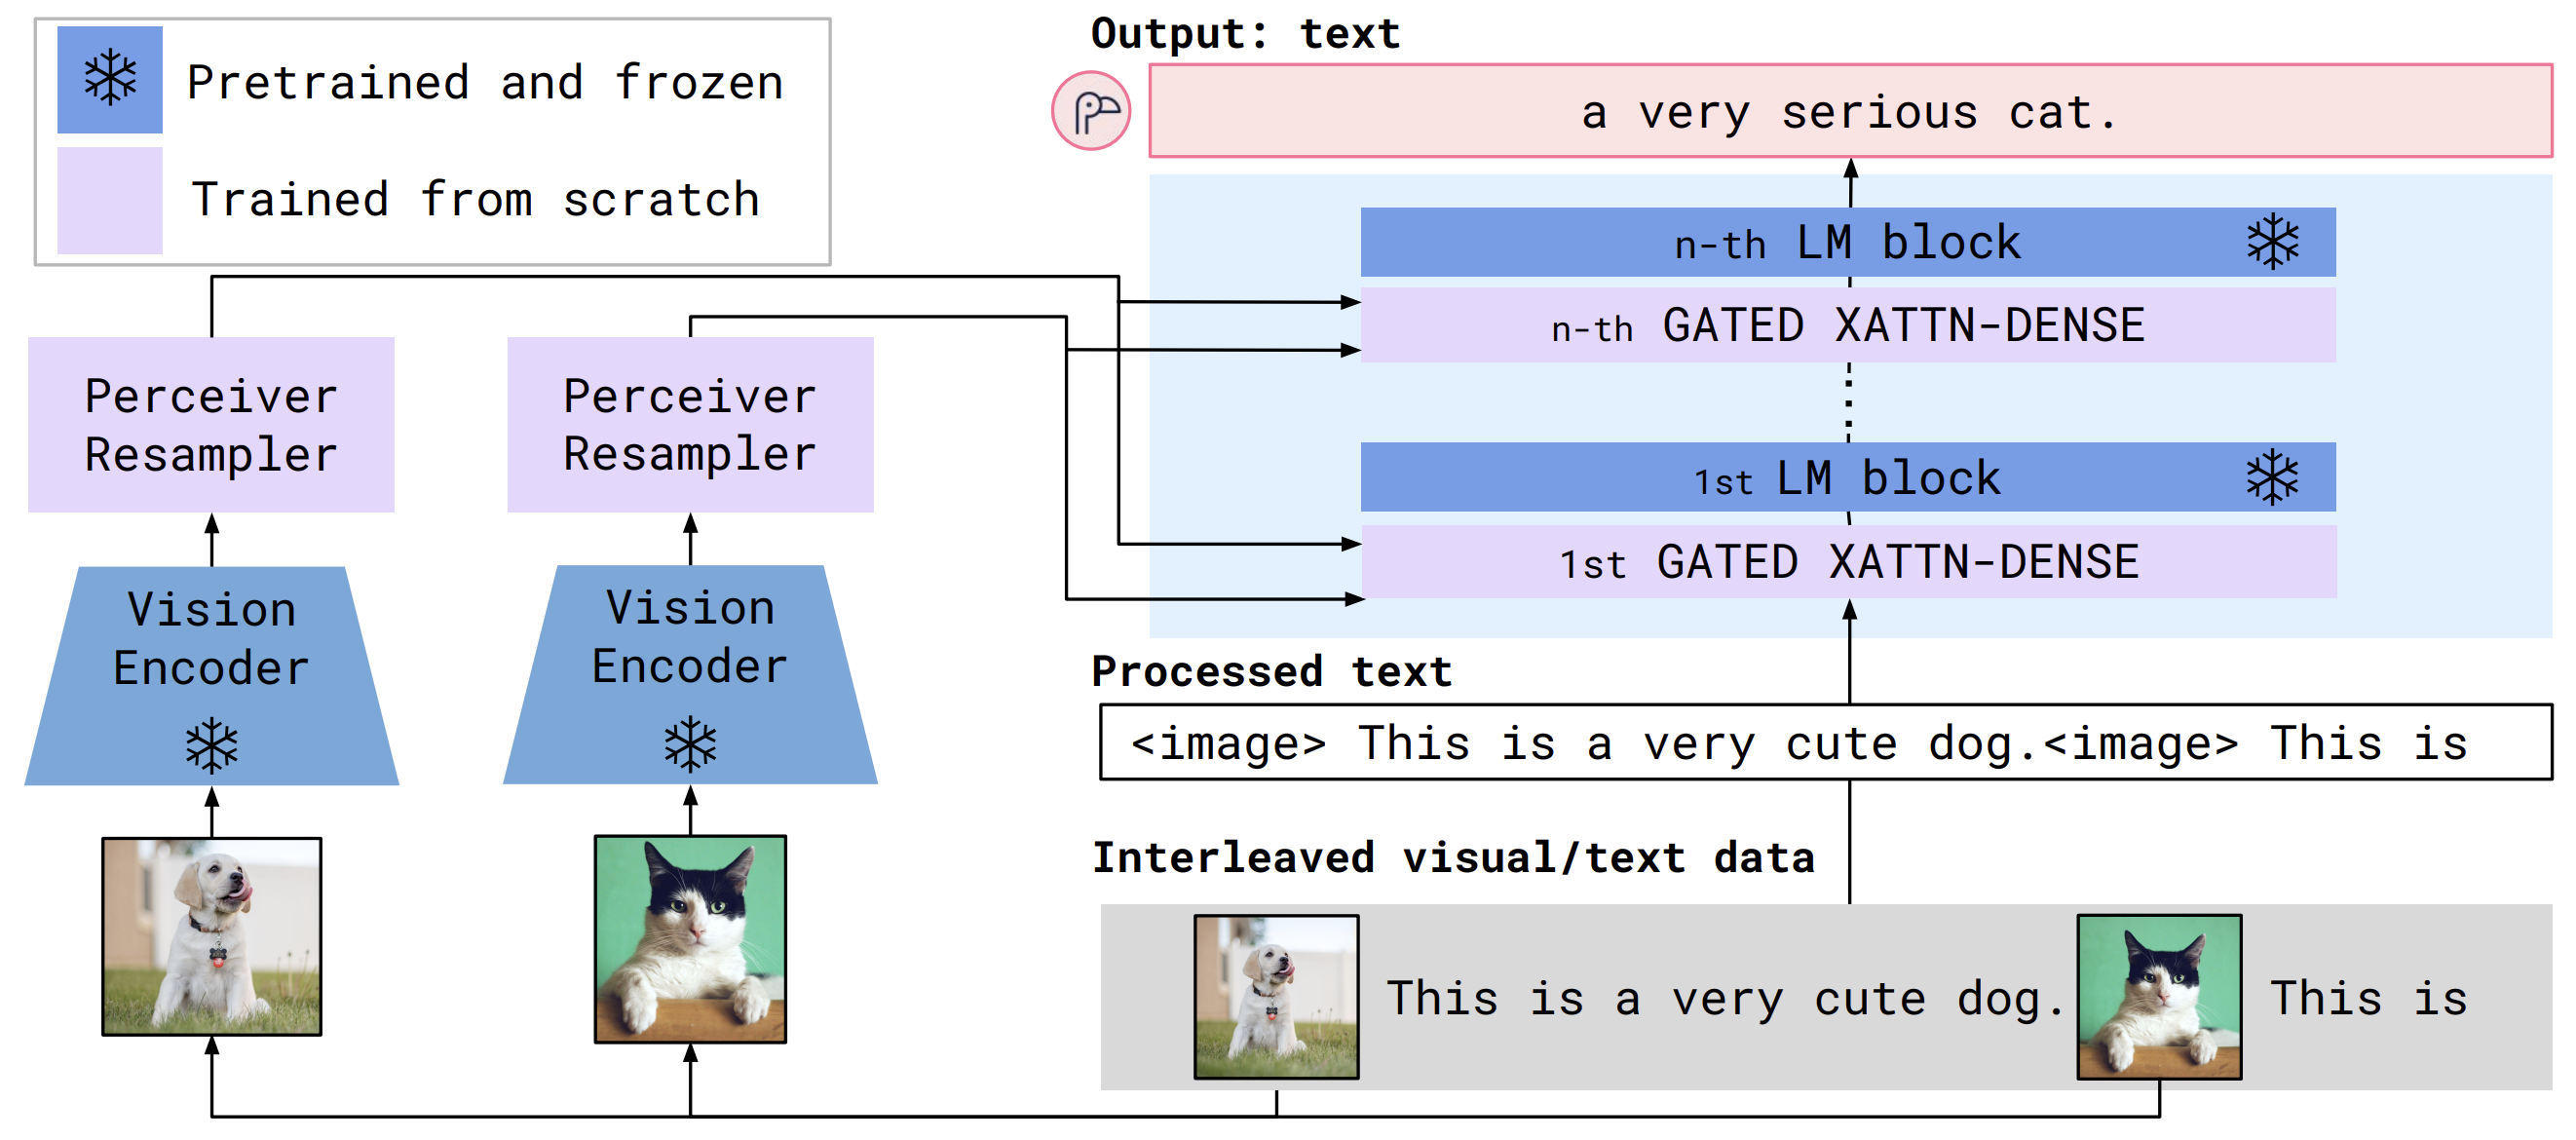 Pretrained and frozen
Trained from scratch
Perceiver
Resampler
Perceiver
Resampler
Vision
Encoder
Vision
Encoder
Output: text
a very serious cat.
n-th LM block
n-th GATED XATTN-DENSE
1st LM block
1st GATED XATTN-DENSE
Processed text
<image> This is a very cute dog.<image> This is
Interleaved visual/text data
This is a very cute dog. This is